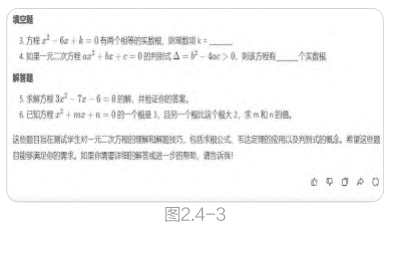 填空题
3. 方程 x² − 6x + k = 0 有两个相等的实数根，则常数项 k = ______
4. 如果一元二次方程 ax² + bx + c = 0 的判别式 Δ = b² − 4ac > 0，则该方程有______个实数根
解答题
5. 求解方程 3x² − 7x − 6 = 0 的解，并验证你的答案。
6. 已知方程 x² + mx + n = 0 的一个根是 3，且另一个根比这个根大 2，求 m 和 n 的值。
这些题目旨在测试学生对一元二次方程的理解和解题技巧，包括求根公式、韦达定理的应用以及判别式的概念。希望这些题
目能够满足你的需求。如果你需要详细的解答或进一步的帮助，请告诉我！
图2.4-3